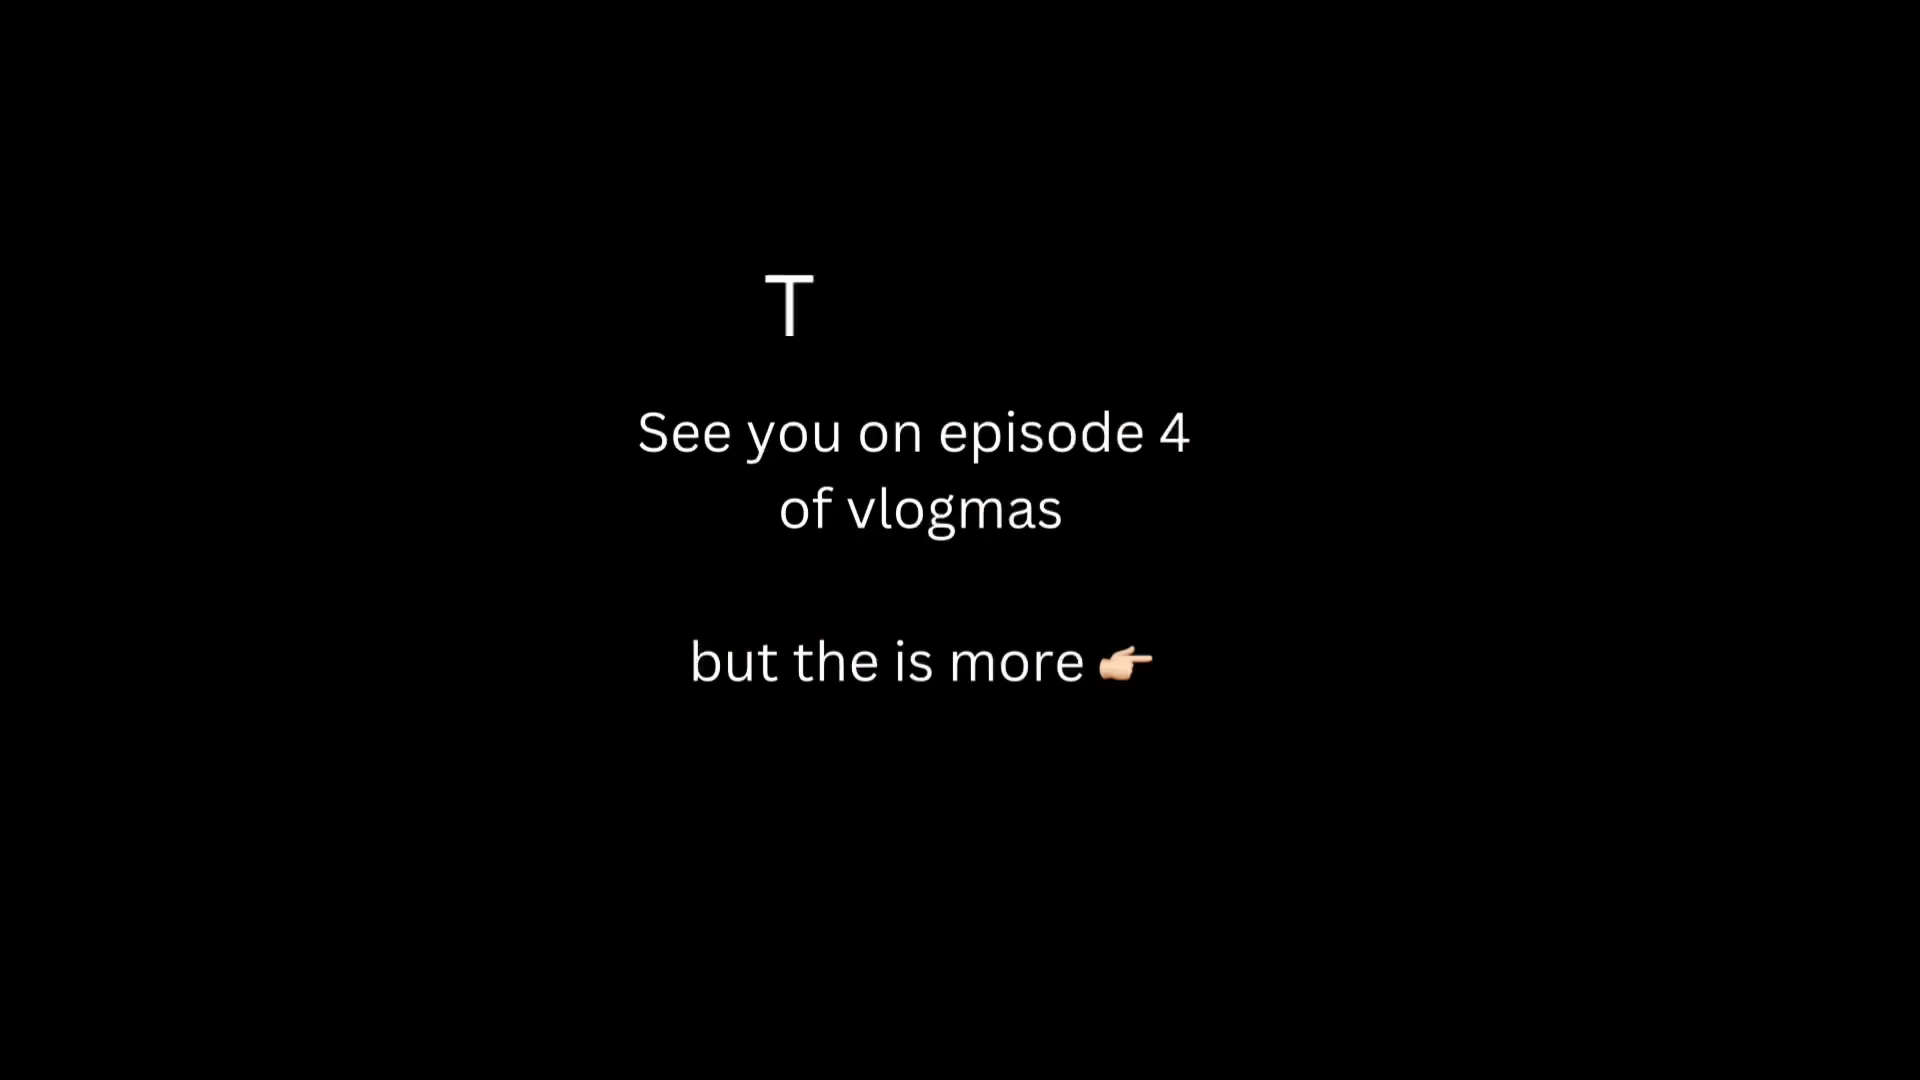 T
See you on episode 4
of vlogmas
but the is more 👉🏻